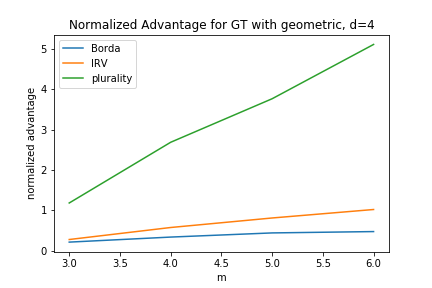 Normalized Advantage for GT with geometric, d=4
Borda
IRV
plurality
normalized advantage
5
4
3
2
1
0
3.0 3.5 4.0 4.5 5.0 5.5 6.0
m